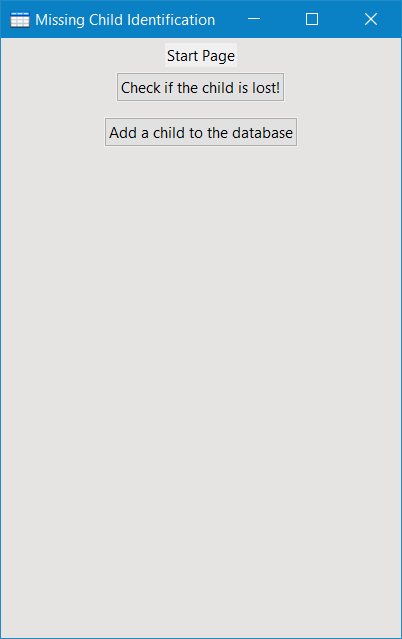 Missing Child Identification
Start Page
Check if the child is lost!
Add a child to the database